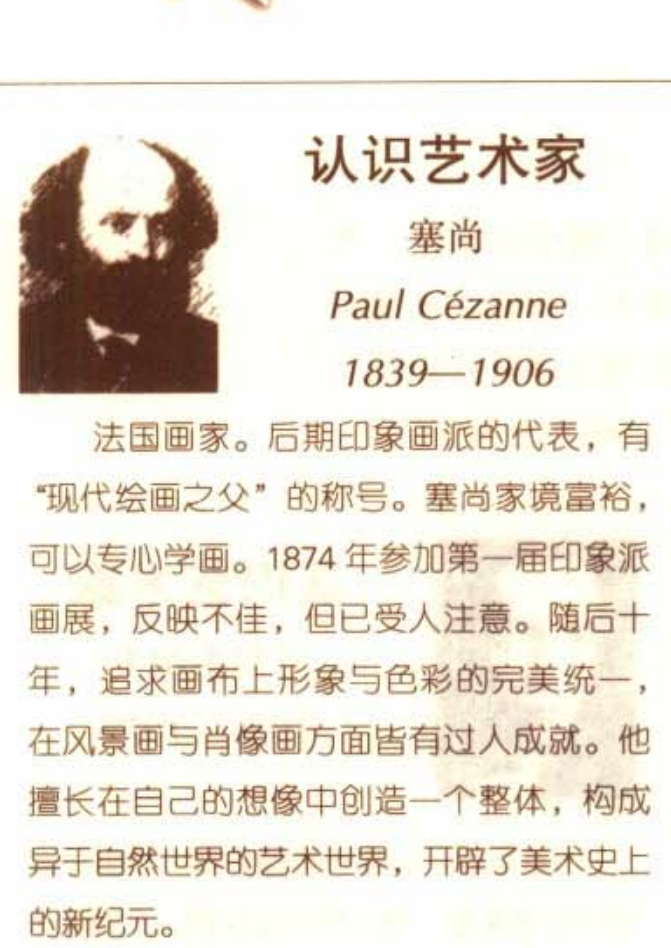 认识艺术家
塞尚
Paul Cézanne
1839—1906
法国画家。后期印象画派的代表，有
“现代绘画之父”的称号。塞尚家境富裕，
可以专心学画。1874 年参加第一届印象派
画展，反映不佳，但已受人注意。随后十
年，追求画布上形象与色彩的完美统一，
在风景画与肖像画方面皆有过人成就。他
擅长在自己的想像中创造一个整体，构成
异于自然世界的艺术世界，开辟了美术史上
的新纪元。